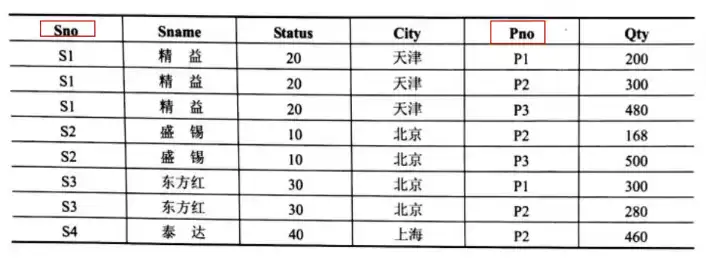 Sno Sname Status City Pno Qty
S1 精 益 20 天津 P1 200
S1 精 益 20 天津 P2 300
S1 精 益 20 天津 P3 480
S2 盛 锡 10 北京 P2 168
S2 盛 锡 10 北京 P3 500
S3 东方红 30 北京 P1 300
S3 东方红 30 北京 P2 280
S4 泰 达 40 上海 P2 460